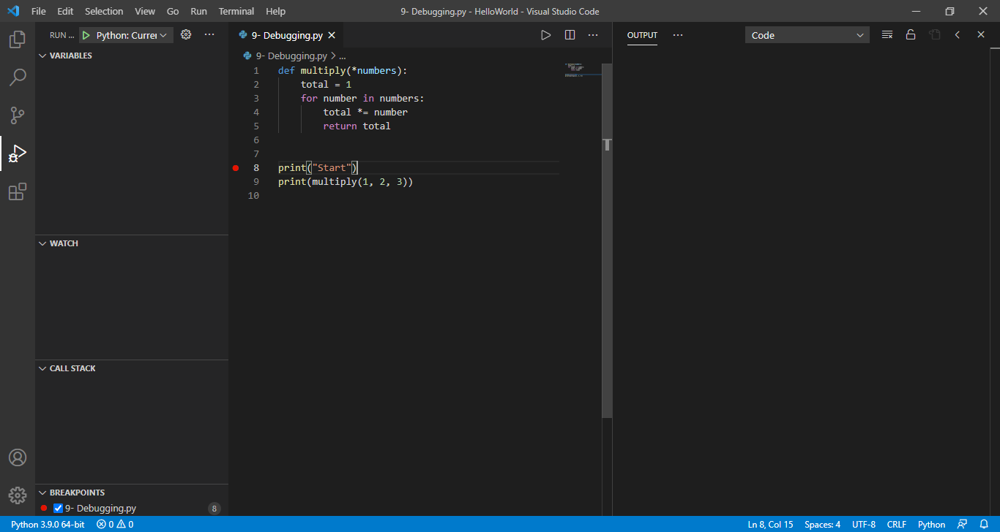 File Edit Selection View Go Run Terminal Help 9- Debugging.py - HelloWorld - Visual Studio Code
RUN ... Python: Currer
VARIABLES
WATCH
CALL STACK
BREAKPOINTS
9- Debugging.py 8
9- Debugging.py
9- Debugging.py > ...
1 def multiply(*numbers):
2 total = 1
3 for number in numbers:
4 total *= number
5 return total
6
7
8 print("Start")
9 print(multiply(1, 2, 3))
10
OUTPUT ... Code
Python 3.9.0 64-bit 0 0 Ln 8, Col 15 Spaces: 4 UTF-8 CRLF Python